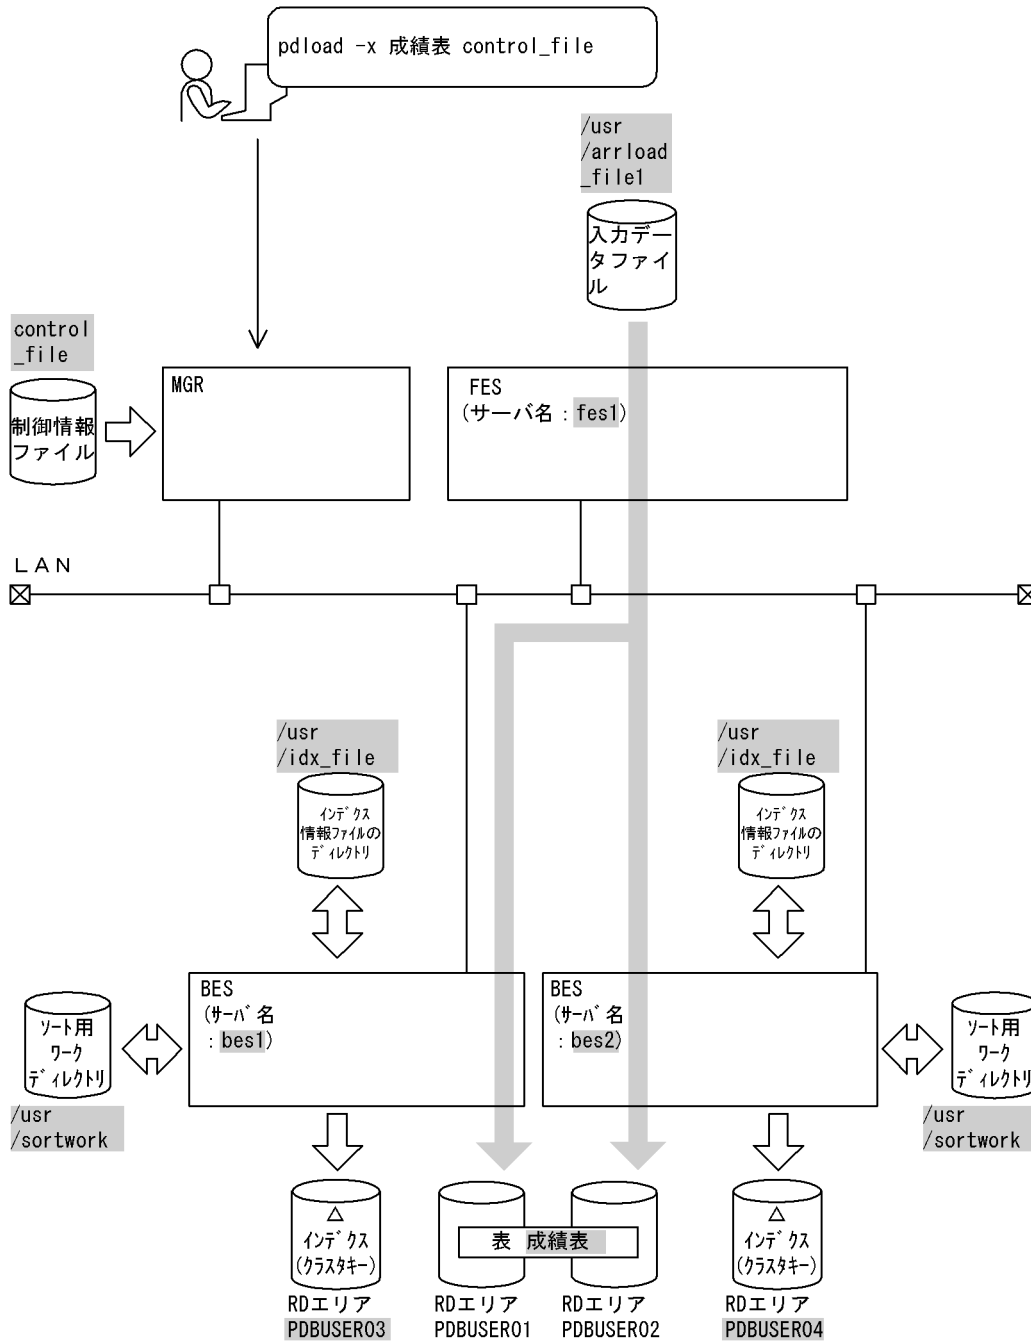 pdload -x 成績表 control_file
/usr
/arrload
_file1
入力デー
タファイ
ル
control
_file
制御情報
ファイル
MGR
FES
(サーバ名：fes1)
ＬＡＮ
/usr
/idx_file
インデクス
情報ファイルの
ディレクトリ
/usr
/idx_file
インデクス
情報ファイルの
ディレクトリ
BES
(サーバ名
：bes1)
BES
(サーバ名
：bes2)
ソート用
ワーク
ディレクトリ
/usr
/sortwork
ソート用
ワーク
ディレクトリ
/usr
/sortwork
インデクス
(クラスタキー)
表 成績表
インデクス
(クラスタキー)
RDエリア
PDBUSER03
RDエリア
PDBUSER01
RDエリア
PDBUSER02
RDエリア
PDBUSER04